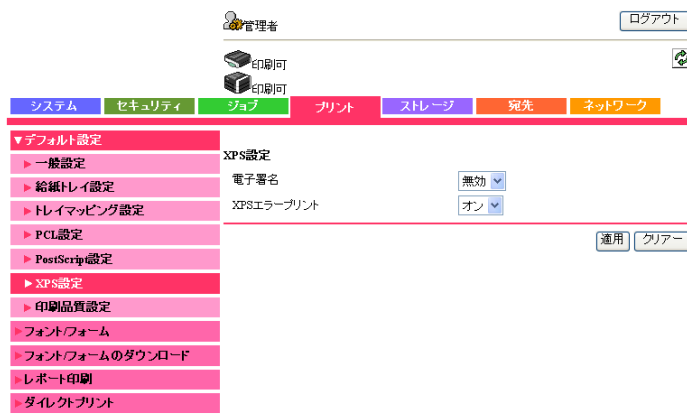 管理者
ログアウト
印刷可
印刷可
システム セキュリティ ジョブ プリント ストレージ 宛先 ネットワーク
▼デフォルト設定
▶一般設定
▶給紙トレイ設定
▶トレイマッピング設定
▶PCL設定
▶PostScript設定
▶XPS設定
▶印刷品質設定
▶フォント/フォーム
▶フォント/フォームのダウンロード
▶レポート印刷
▶ダイレクトプリント
XPS設定
電子署名 無効
XPSエラープリント オン
適用 クリアー